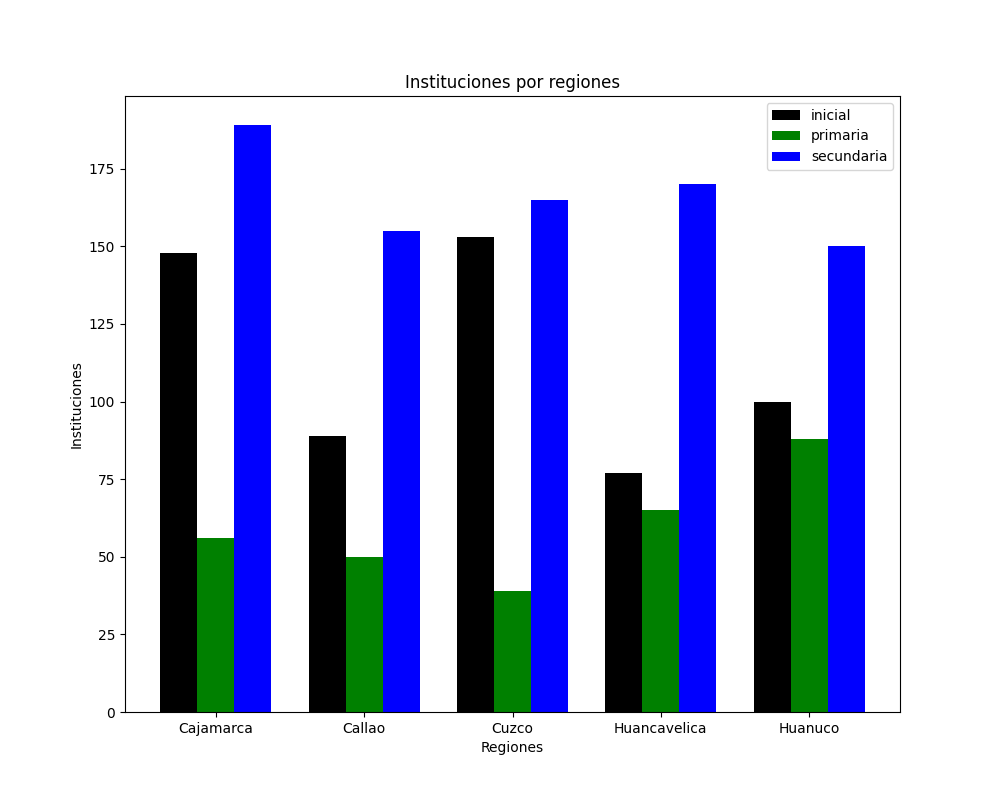 Instituciones por regiones
inicial
primaria
secundaria
175
150
125
100
75
50
25
0
Instituciones
Cajamarca
Callao
Cuzco
Huancavelica
Huanuco
Regiones